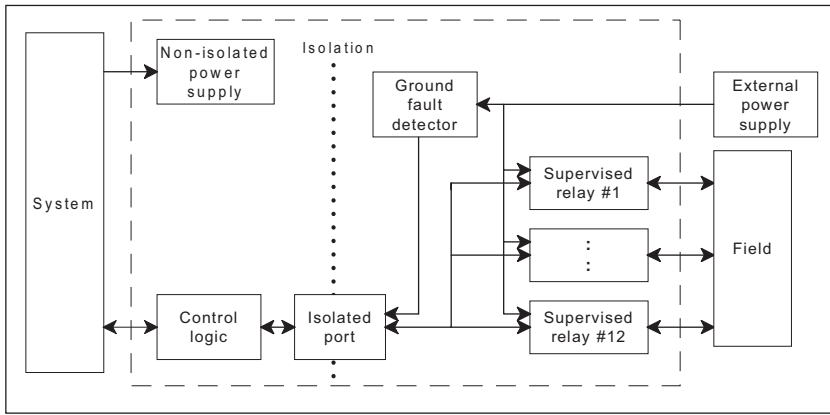 Non-isolated
power
supply
Isolation
Ground
fault
detector
External
power
supply
System
Supervised
relay #1
:
:
Field
Control
logic
Isolated
port
Supervised
relay #12